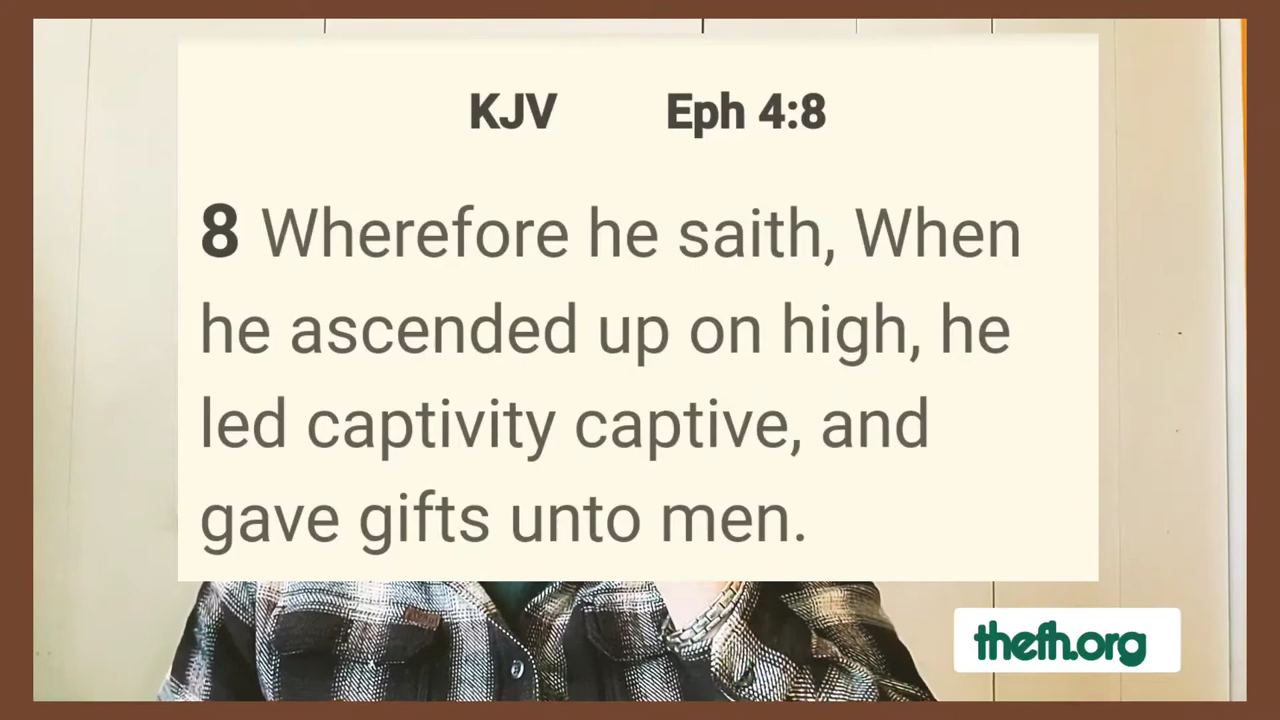 KJV Eph 4:8
8 Wherefore he saith, When
he ascended up on high, he
led captivity captive, and
gave gifts unto men.
thefh.org